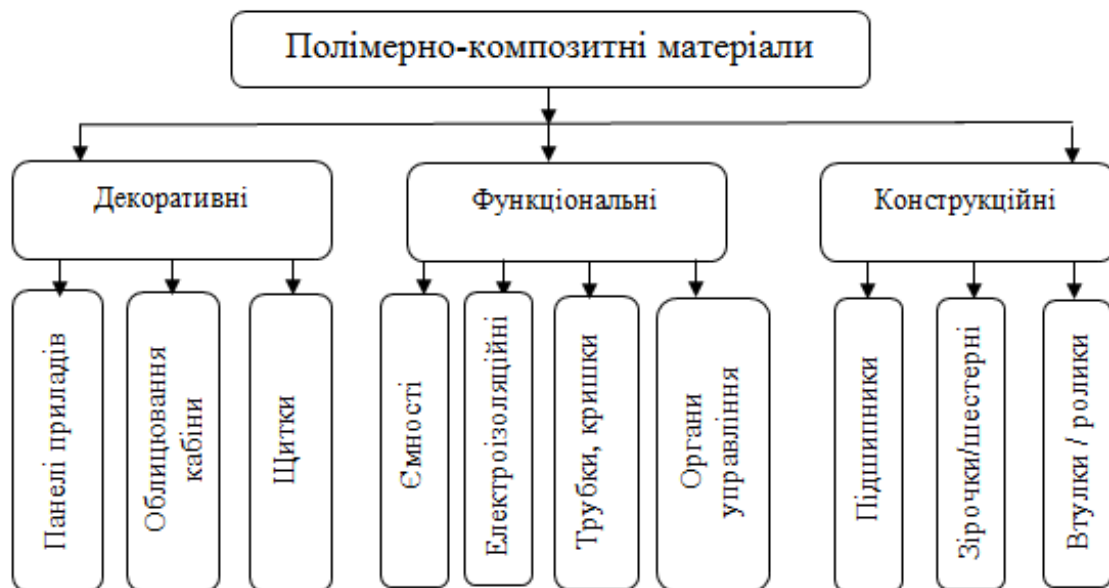 Полімерно-композитні матеріали
Декоративні
Функціональні
Конструкційні
Панелі приладів
Облицювання
кабіни
Щитки
Ємності
Електроізоляційні
Трубки, кришки
Органи
управління
Підшипники
Зірочки/шестерні
Втулки / ролики